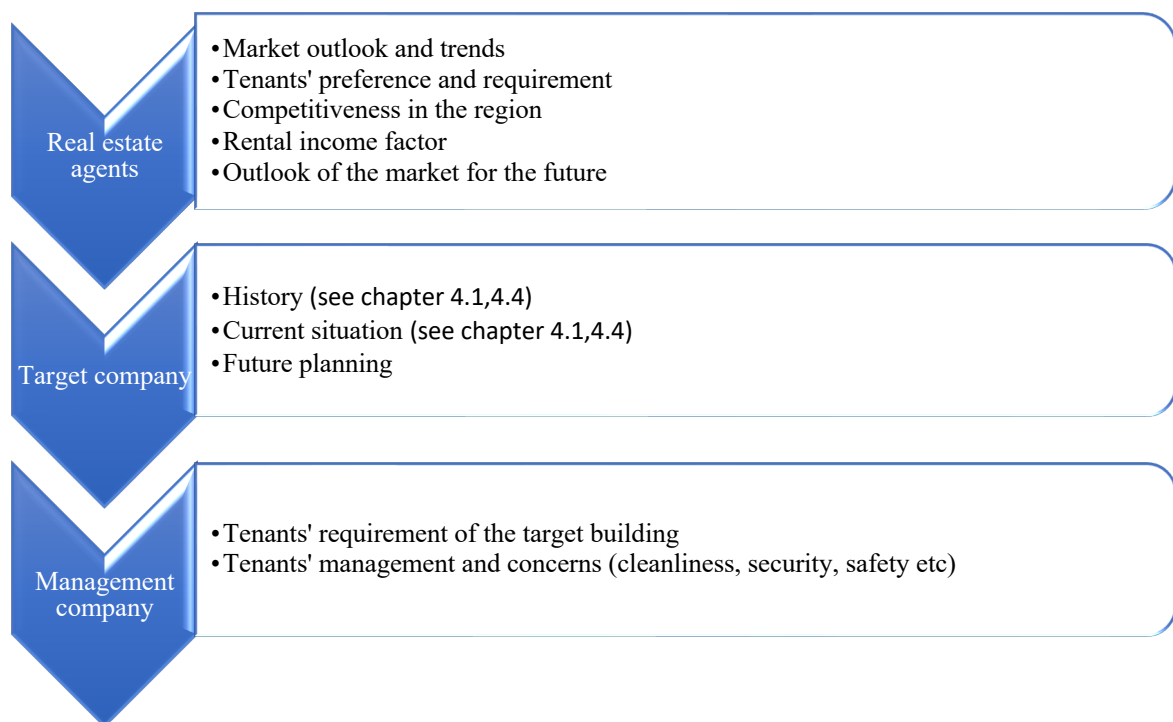 Real estate
agents
•Market outlook and trends
•Tenants' preference and requirement
•Competitiveness in the region
•Rental income factor
•Outlook of the market for the future
Target company
•History (see chapter 4.1,4.4)
•Current situation (see chapter 4.1,4.4)
•Future planning
Management
company
•Tenants' requirement of the target building
•Tenants' management and concerns (cleanliness, security, safety etc)